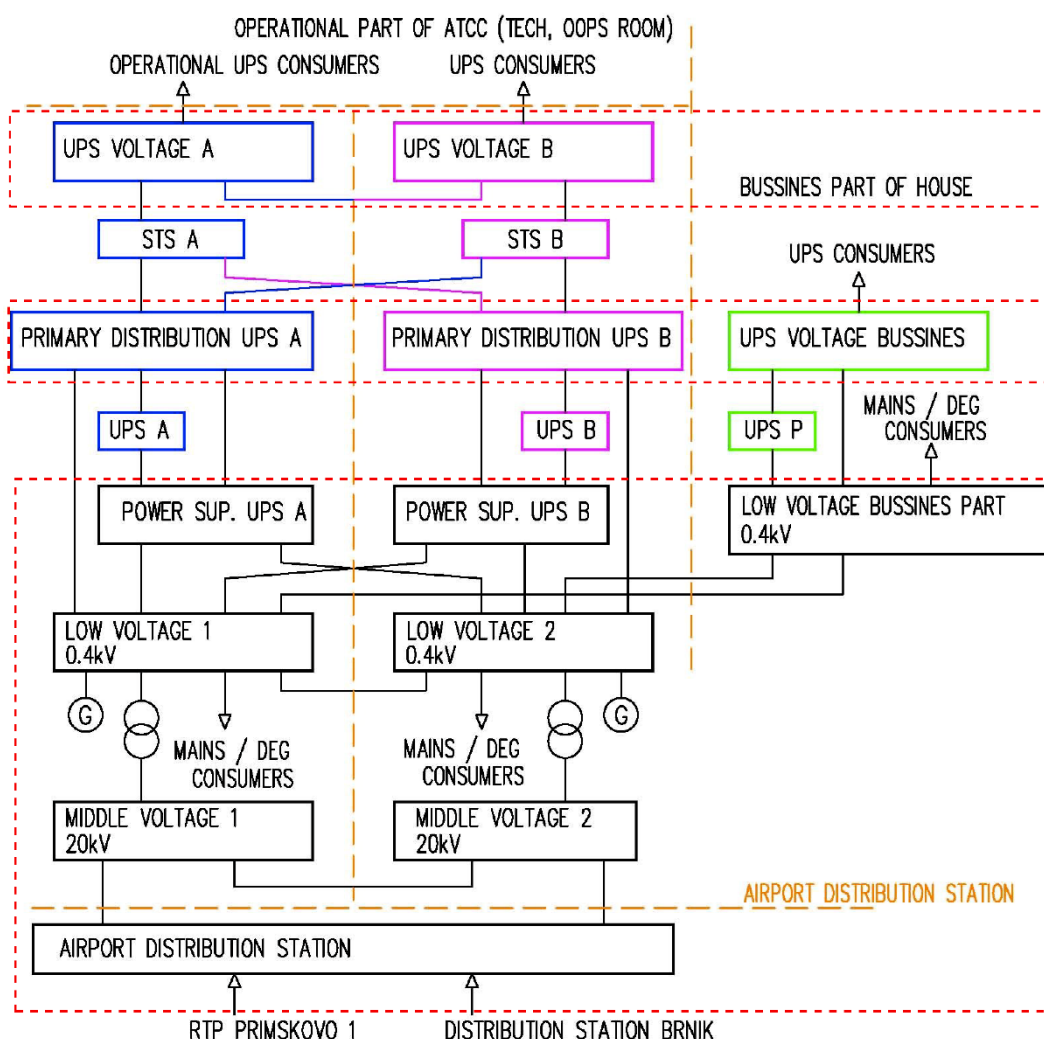 OPERATIONAL PART OF ATCC (TECH, OOPS ROOM)
OPERATIONAL UPS CONSUMERS
UPS CONSUMERS
UPS VOLTAGE A
UPS VOLTAGE B
BUSSINES PART OF HOUSE
STS A
STS B
UPS CONSUMERS
PRIMARY DISTRIBUTION UPS A
PRIMARY DISTRIBUTION UPS B
UPS VOLTAGE BUSSINES
MAINS / DEG
CONSUMERS
UPS A
UPS B
UPS P
POWER SUP. UPS A
POWER SUP. UPS B
LOW VOLTAGE BUSSINES PART
0.4kV
LOW VOLTAGE 1
0.4kV
LOW VOLTAGE 2
0.4kV
G
G
MAINS / DEG
CONSUMERS
MAINS / DEG
CONSUMERS
MIDDLE VOLTAGE 1
20kV
MIDDLE VOLTAGE 2
20kV
AIRPORT DISTRIBUTION STATION
AIRPORT DISTRIBUTION STATION
RTP PRIMSKOVO 1
DISTRIBUTION STATION BRNIK